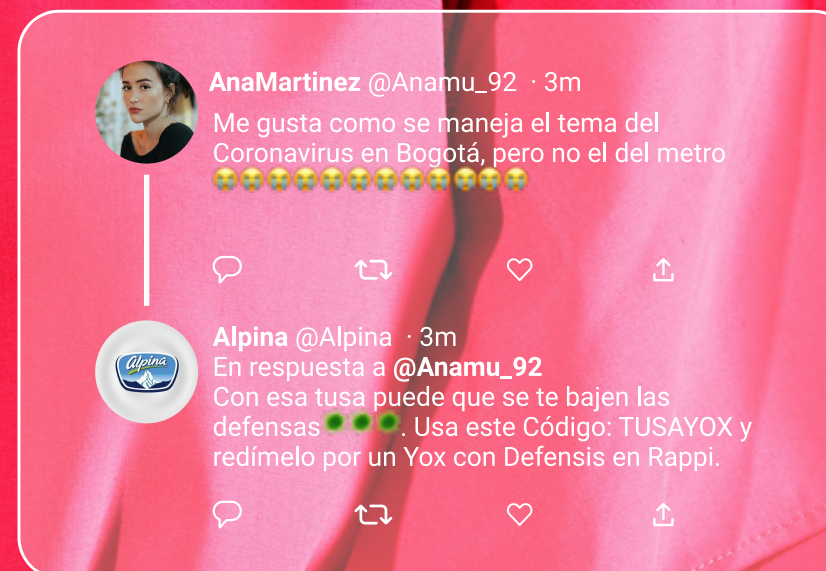 AnaMartinez @Anamu_92 · 3m
Me gusta como se maneja el tema del
Coronavirus en Bogotá, pero no el del metro
😭😭😭😭😭😭😭😭😭😭😭😭
Alpina @Alpina · 3m
alpina
En respuesta a @Anamu_92
Con esa tusa puede que se te bajen las
defensas. Usa este Código: TUSAYOX y
redímelo por un Yox con Defensis en Rappi.